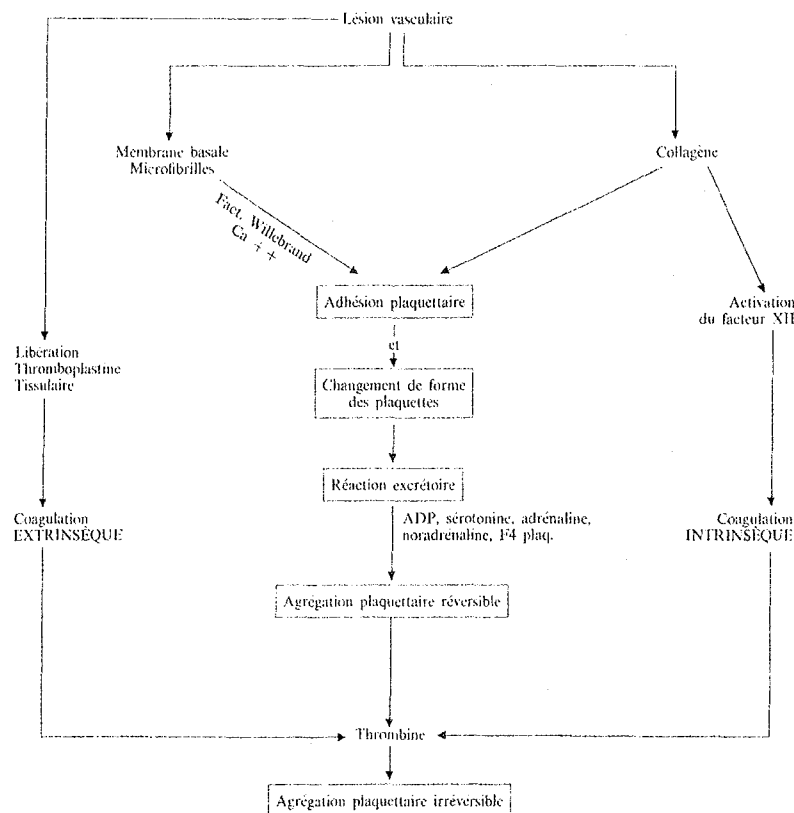 Lésion vasculaire
Membrane basale
Microfibrilles
Collagène
Fact. Willebrand
Ca ++
Adhésion plaquettaire
Activation
du facteur XII
et
Libération
Thromboplastine
Tissulaire
Changement de forme
des plaquettes
Réaction excrétoire
ADP, sérotonine, adrénaline,
noradrénaline, F4 plaq.
Coagulation
EXTRINSÈQUE
Coagulation
INTRINSÈQUE
Agrégation plaquettaire réversible
Thrombine
Agrégation plaquettaire irréversible